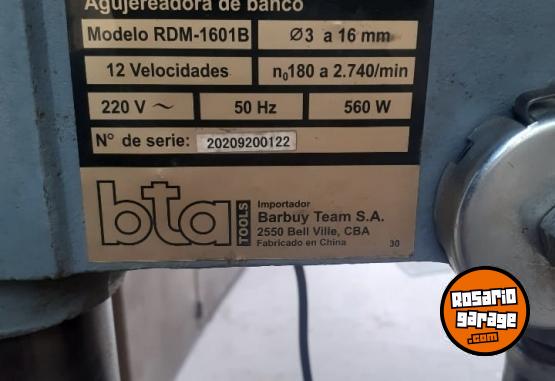 Agujereadora de banco
Modelo RDM-1601B
Ø3 a 16 mm
12 Velocidades
n₀180 a 2.740/min
220 V ~
50 Hz
560 W
N° de serie: 20209200122
bta TOOLS
Importador
Barbuy Team S.A.
2550 Bell Ville, CBA
Fabricado en China
30
Rosario
garage
.com